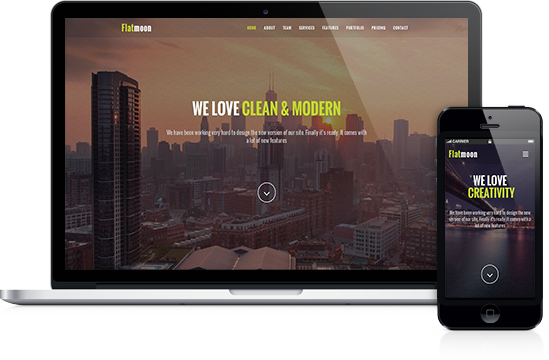 Flatmoon
HOME ABOUT TEAM SERVICES FEATURES PORTFOLIO PRICING CONTACT
WE LOVE CLEAN & MODERN
We have been working very hard to design the new version of our site. Finally it's ready. It comes with
a lot of new features
CARRIER
Flatmoon
WE LOVE
CREATIVITY
We have been working very hard to design the new
version of our site. Finally it's ready. It comes with a
lot of new features